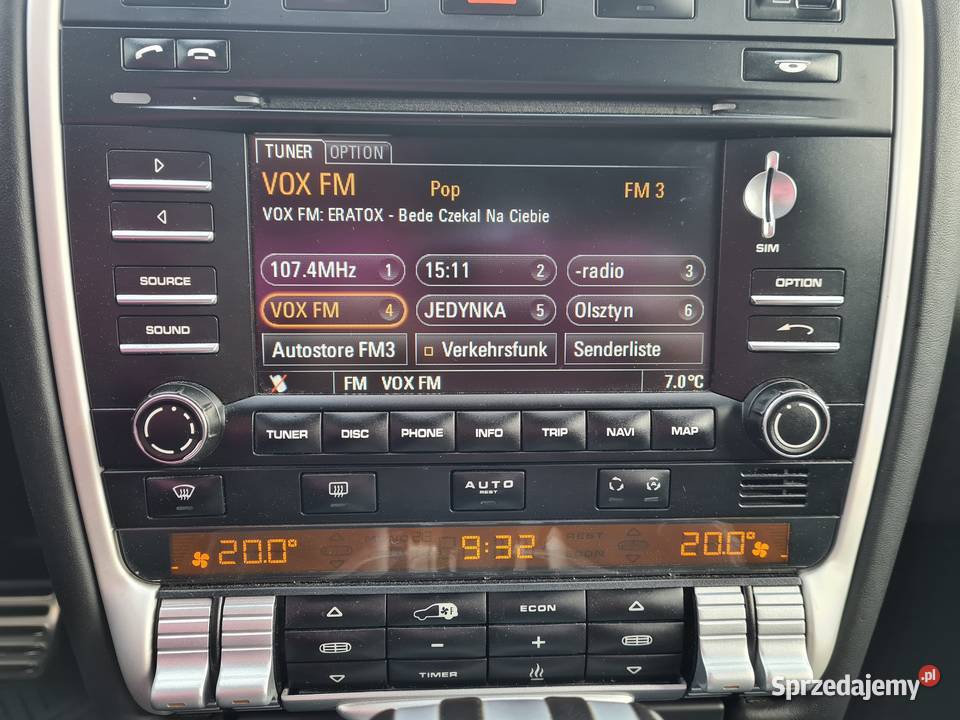 TUNER OPTION
VOX FM Pop FM 3
VOX FM: ERATOX - Bede Czekal Na Ciebie
107.4MHz 1 15:11 2 -radio 3
VOX FM 4 JEDYNKA 5 Olsztyn 6
Autostore FM3 Verkehrsfunk Senderliste
FM VOX FM 7.0°C
SOURCE
SOUND
SIM
OPTION
TUNER DISC PHONE INFO TRIP NAVI MAP
AUTO
REST
20.0° 9:32 20.0°
REST
ECON
ECON
TIMER
Sprzedajemy.pl